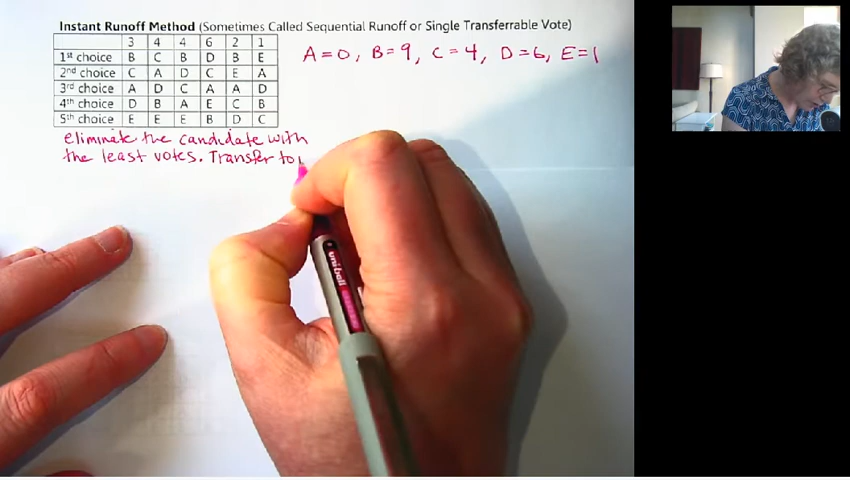 Instant Runoff Method (Sometimes Called Sequential Runoff or Single Transferrable Vote)
3 4 4 6 2 1
1st choice B C B D B E
2nd choice C A D C E A
3rd choice A D C A A D
4th choice D B A E C B
5th choice E E E B D C
A=0, B=9, C=4, D=6, E=1
eliminate the candidate with
the least votes. Transfer to
uni-ball